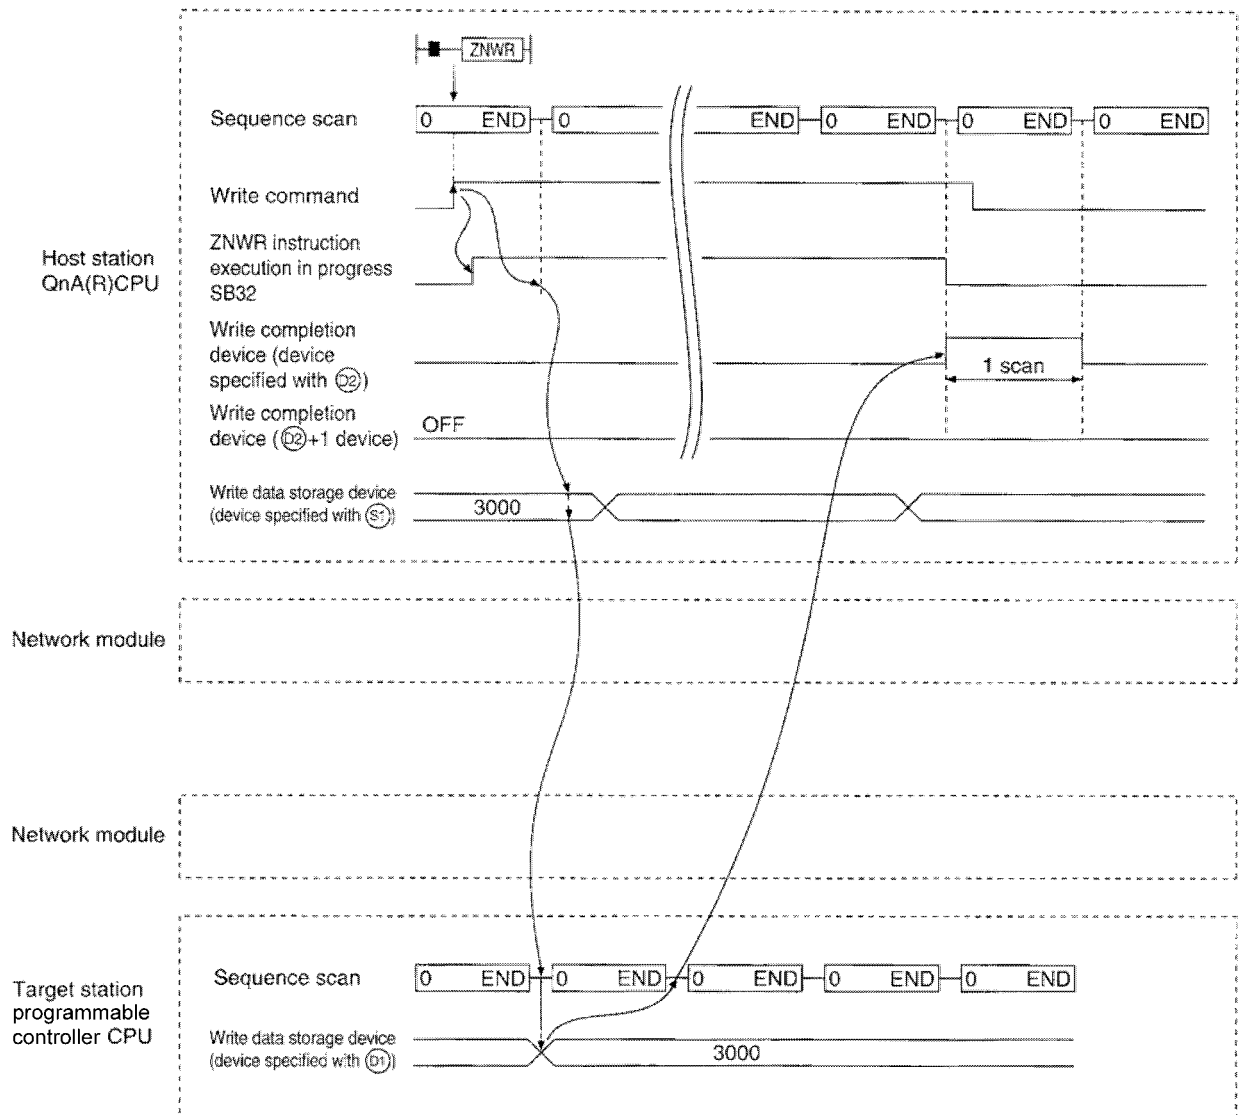 ZNWR
Sequence scan
0 END 0 END 0 END 0 END 0 END
Write command
Host station
QnA(R)CPU
ZNWR instruction
execution in progress
SB32
Write completion
device (device
specified with D2)
1 scan
Write completion
device (D2+1 device)
OFF
Write data storage device
(device specified with S1)
3000
Network module
Network module
Target station
programmable
controller CPU
Sequence scan
0 END 0 END 0 END 0 END 0 END
Write data storage device
(device specified with D1)
3000